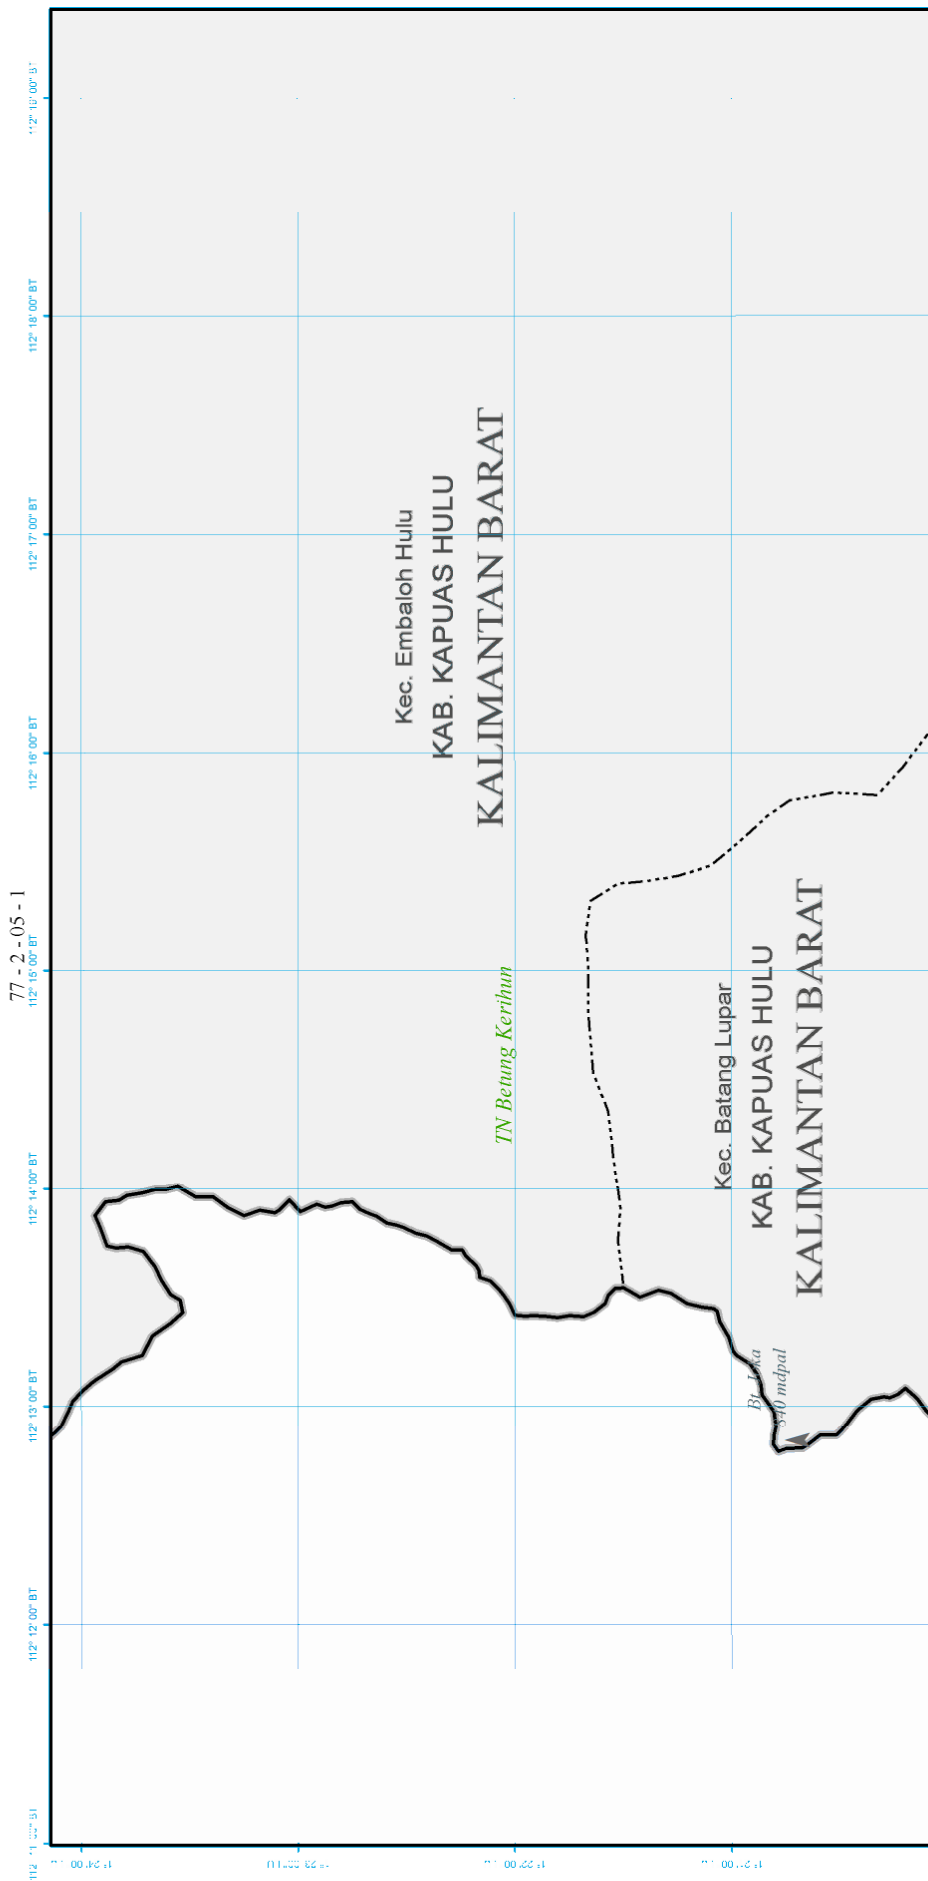 77 - 2 - 05 - 1
112° 12' 00" BT
112° 13' 00" BT
112° 14' 00" BT
112° 15' 00" BT
112° 16' 00" BT
112° 17' 00" BT
112° 18' 00" BT
Kec. Embaloh Hulu
KAB. KAPUAS HULU
KALIMANTAN BARAT
TN Betung Kerihun
Kec. Batang Lupar
KAB. KAPUAS HULU
KALIMANTAN BARAT
Bt.
mdpal